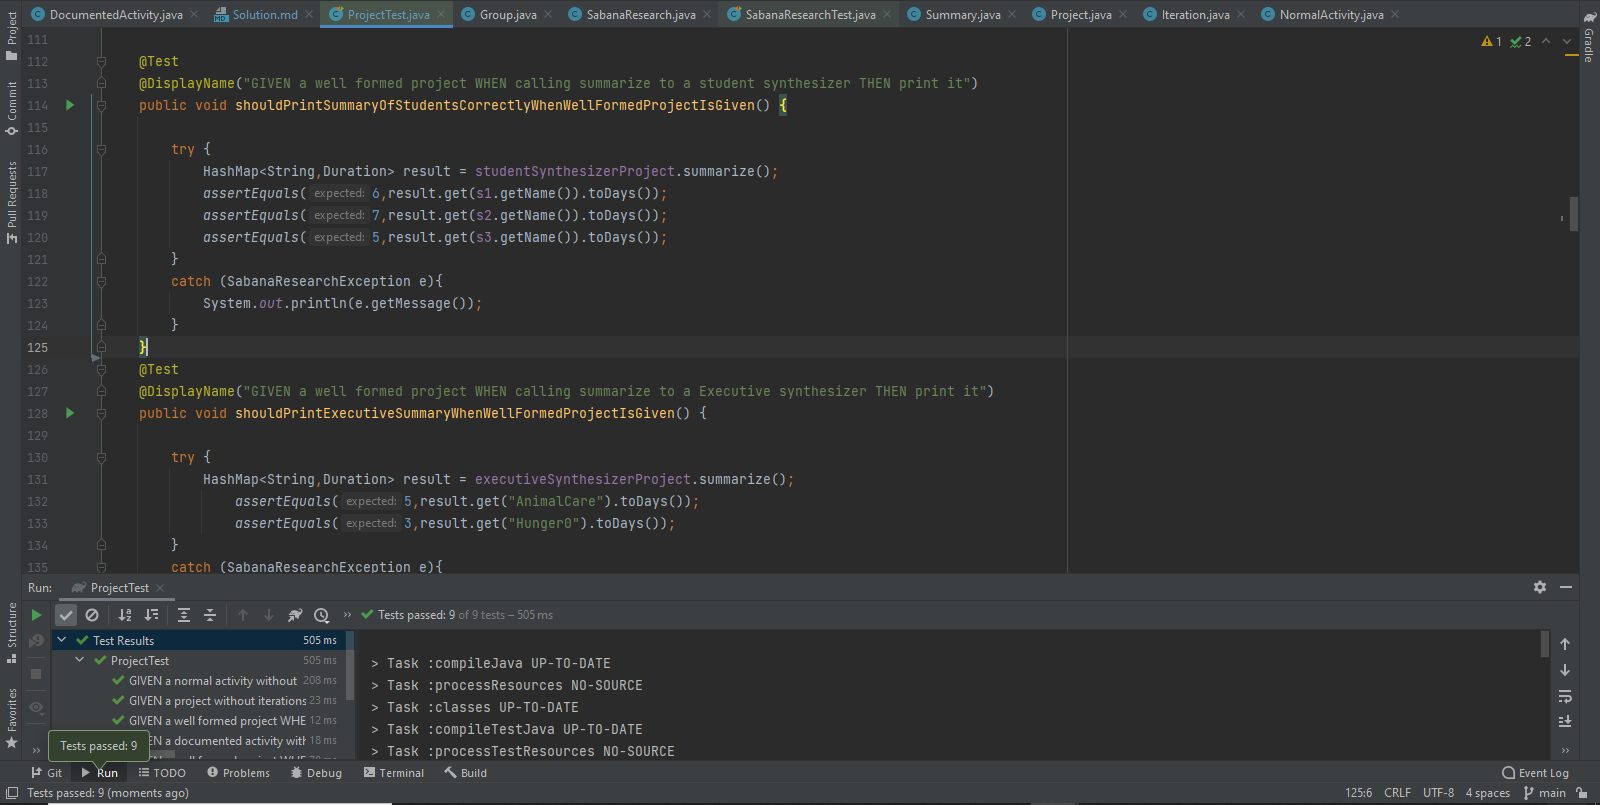 DocumentedActivity.java Solution.md ProjectTest.java Group.java SabanaResearch.java SabanaResearchTest.java Summary.java Project.java Iteration.java NormalActivity.java
Project
Commit
Pull Requests
Structure
Favorites
Gradle
1 2
111
112 @Test
113 @DisplayName("GIVEN a well formed project WHEN calling summarize to a student synthesizer THEN print it")
114 public void shouldPrintSummaryOfStudentsCorrectlyWhenWellFormedProjectIsGiven() {
115
116 try {
117 HashMap<String,Duration> result = studentSynthesizerProject.summarize();
118 assertEquals( expected: 6,result.get(s1.getName()).toDays());
119 assertEquals( expected: 7,result.get(s2.getName()).toDays());
120 assertEquals( expected: 5,result.get(s3.getName()).toDays());
121 }
122 catch (SabanaResearchException e){
123 System.out.println(e.getMessage());
124 }
125 }
126 @Test
127 @DisplayName("GIVEN a well formed project WHEN calling summarize to a Executive synthesizer THEN print it")
128 public void shouldPrintExecutiveSummaryWhenWellFormedProjectIsGiven() {
129
130 try {
131 HashMap<String,Duration> result = executiveSynthesizerProject.summarize();
132 assertEquals( expected: 5,result.get("AnimalCare").toDays());
133 assertEquals( expected: 3,result.get("Hunger0").toDays());
134 }
135 catch (SabanaResearchException e){
Run: ProjectTest
» Tests passed: 9 of 9 tests – 505 ms
Test Results 505 ms
ProjectTest 505 ms
GIVEN a normal activity without 208 ms
GIVEN a project without iterations 23 ms
GIVEN a well formed project WHE 12 ms
EN a documented activity wit 18 ms
> Task :compileJava UP-TO-DATE
> Task :processResources NO-SOURCE
> Task :classes UP-TO-DATE
> Task :compileTestJava UP-TO-DATE
> Task :processTestResources NO-SOURCE
Tests passed: 9
Git Run TODO Problems Debug Terminal Build Event Log
Tests passed: 9 (moments ago) 125:6 CRLF UTF-8 4 spaces main